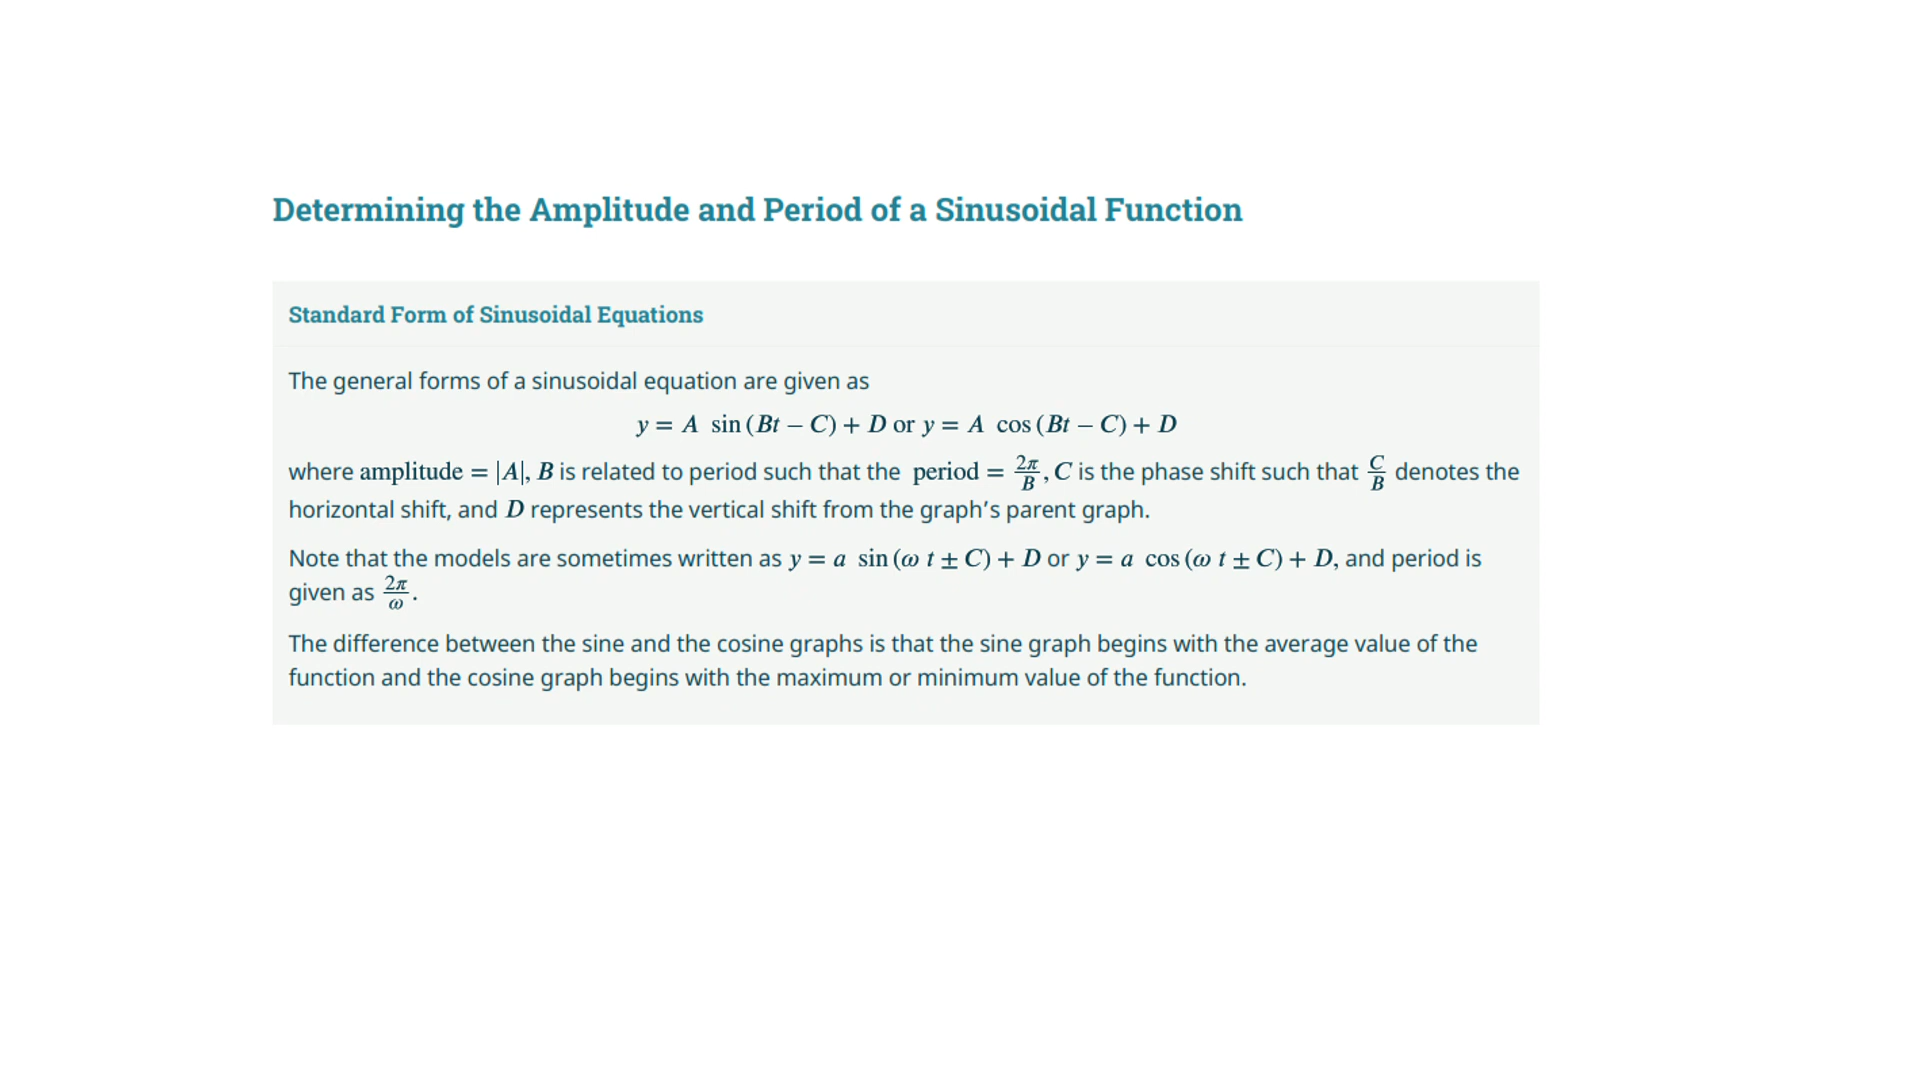 Determining the Amplitude and Period of a Sinusoidal Function
Standard Form of Sinusoidal Equations
The general forms of a sinusoidal equation are given as
y = A sin (Bt − C) + D or y = A cos (Bt − C) + D
where amplitude = |A|, B is related to period such that the period = 2π/B, C is the phase shift such that C/B denotes the
horizontal shift, and D represents the vertical shift from the graph’s parent graph.
Note that the models are sometimes written as y = a sin (ω t ± C) + D or y = a cos (ω t ± C) + D, and period is
given as 2π/ω.
The difference between the sine and the cosine graphs is that the sine graph begins with the average value of the
function and the cosine graph begins with the maximum or minimum value of the function.